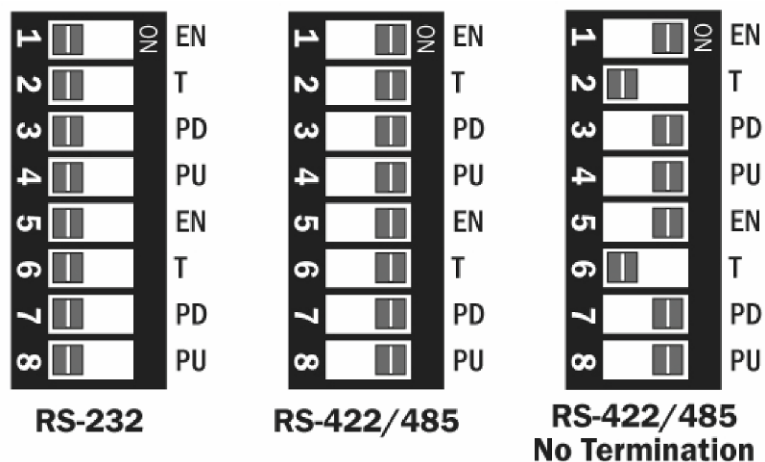 1 ON EN
2 T
3 PD
4 PU
5 EN
6 T
7 PD
8 PU
RS-232
1 ON EN
2 T
3 PD
4 PU
5 EN
6 T
7 PD
8 PU
RS-422/485
1 ON EN
2 T
3 PD
4 PU
5 EN
6 T
7 PD
8 PU
RS-422/485
No Termination